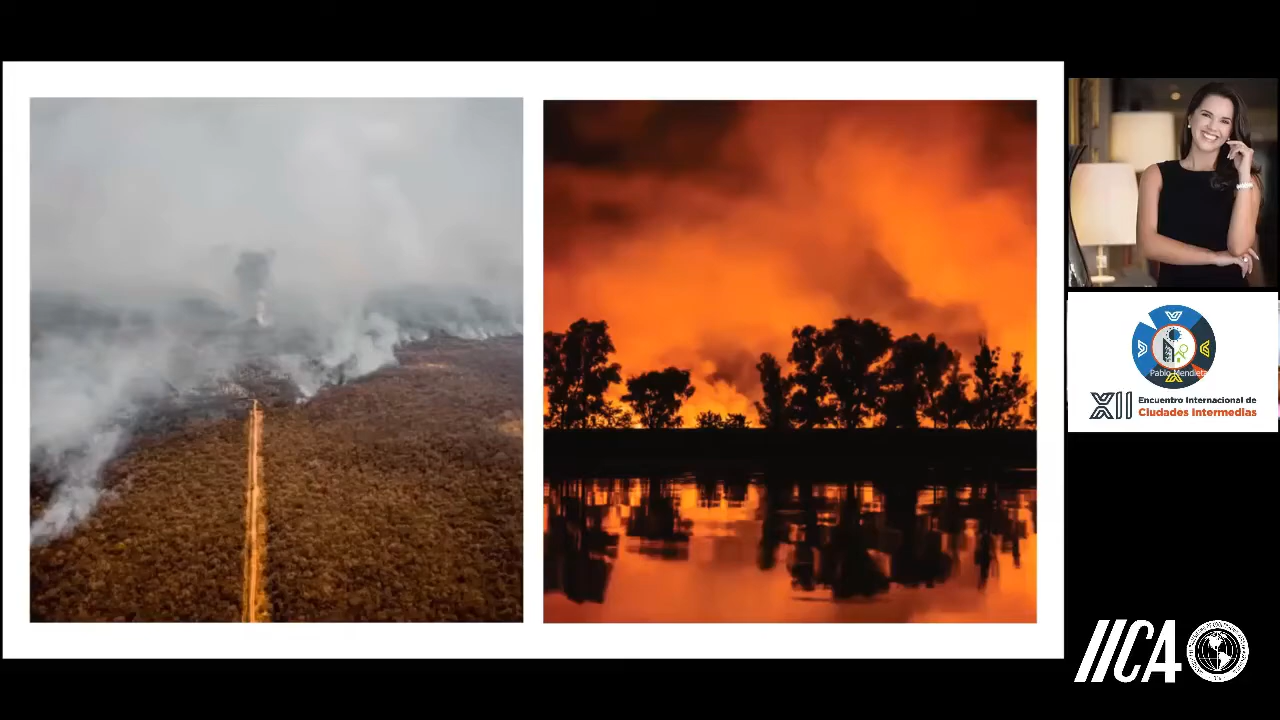 Pablo Mendieta
XII
Encuentro Internacional de
Ciudades Intermedias
IICA